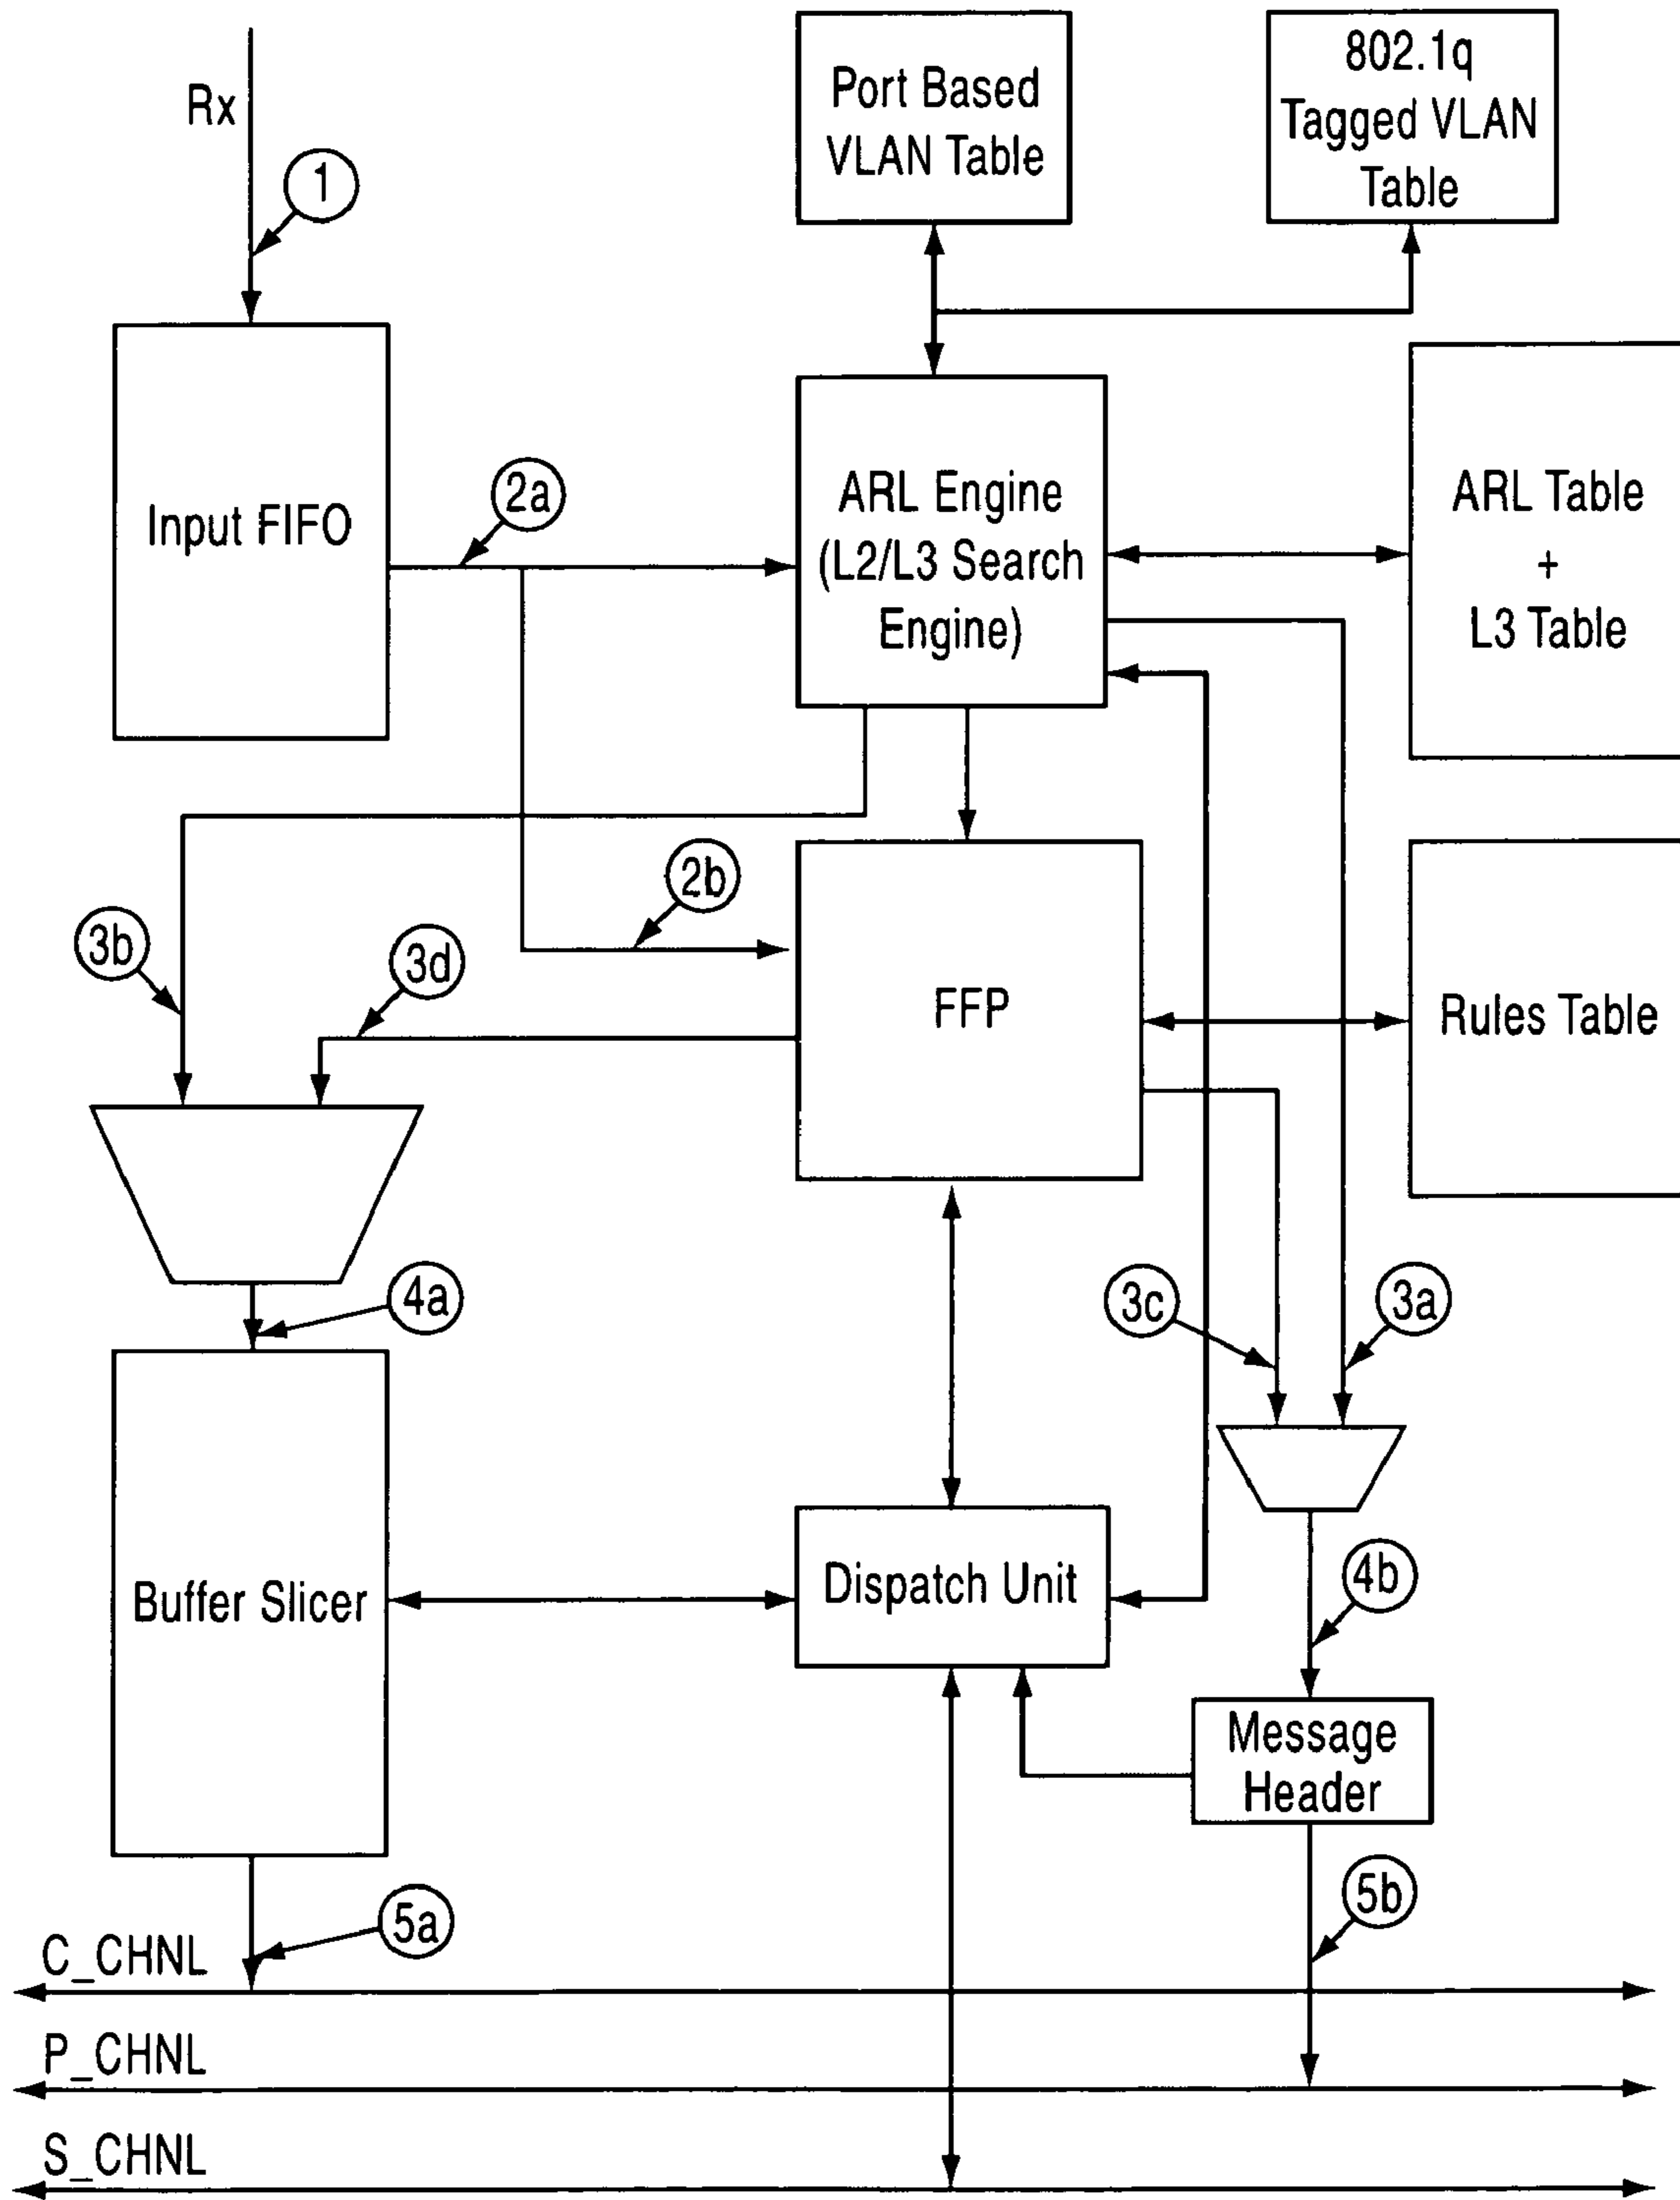 Rx
1
Port Based
VLAN Table
802.1q
Tagged VLAN
Table
Input FIFO
2a
ARL Engine
(L2/L3 Search
Engine)
ARL Table
+
L3 Table
2b
3b
3d
FFP
Rules Table
4a
3c
3a
Buffer Slicer
Dispatch Unit
4b
Message
Header
5a
5b
C_CHNL
P_CHNL
S_CHNL